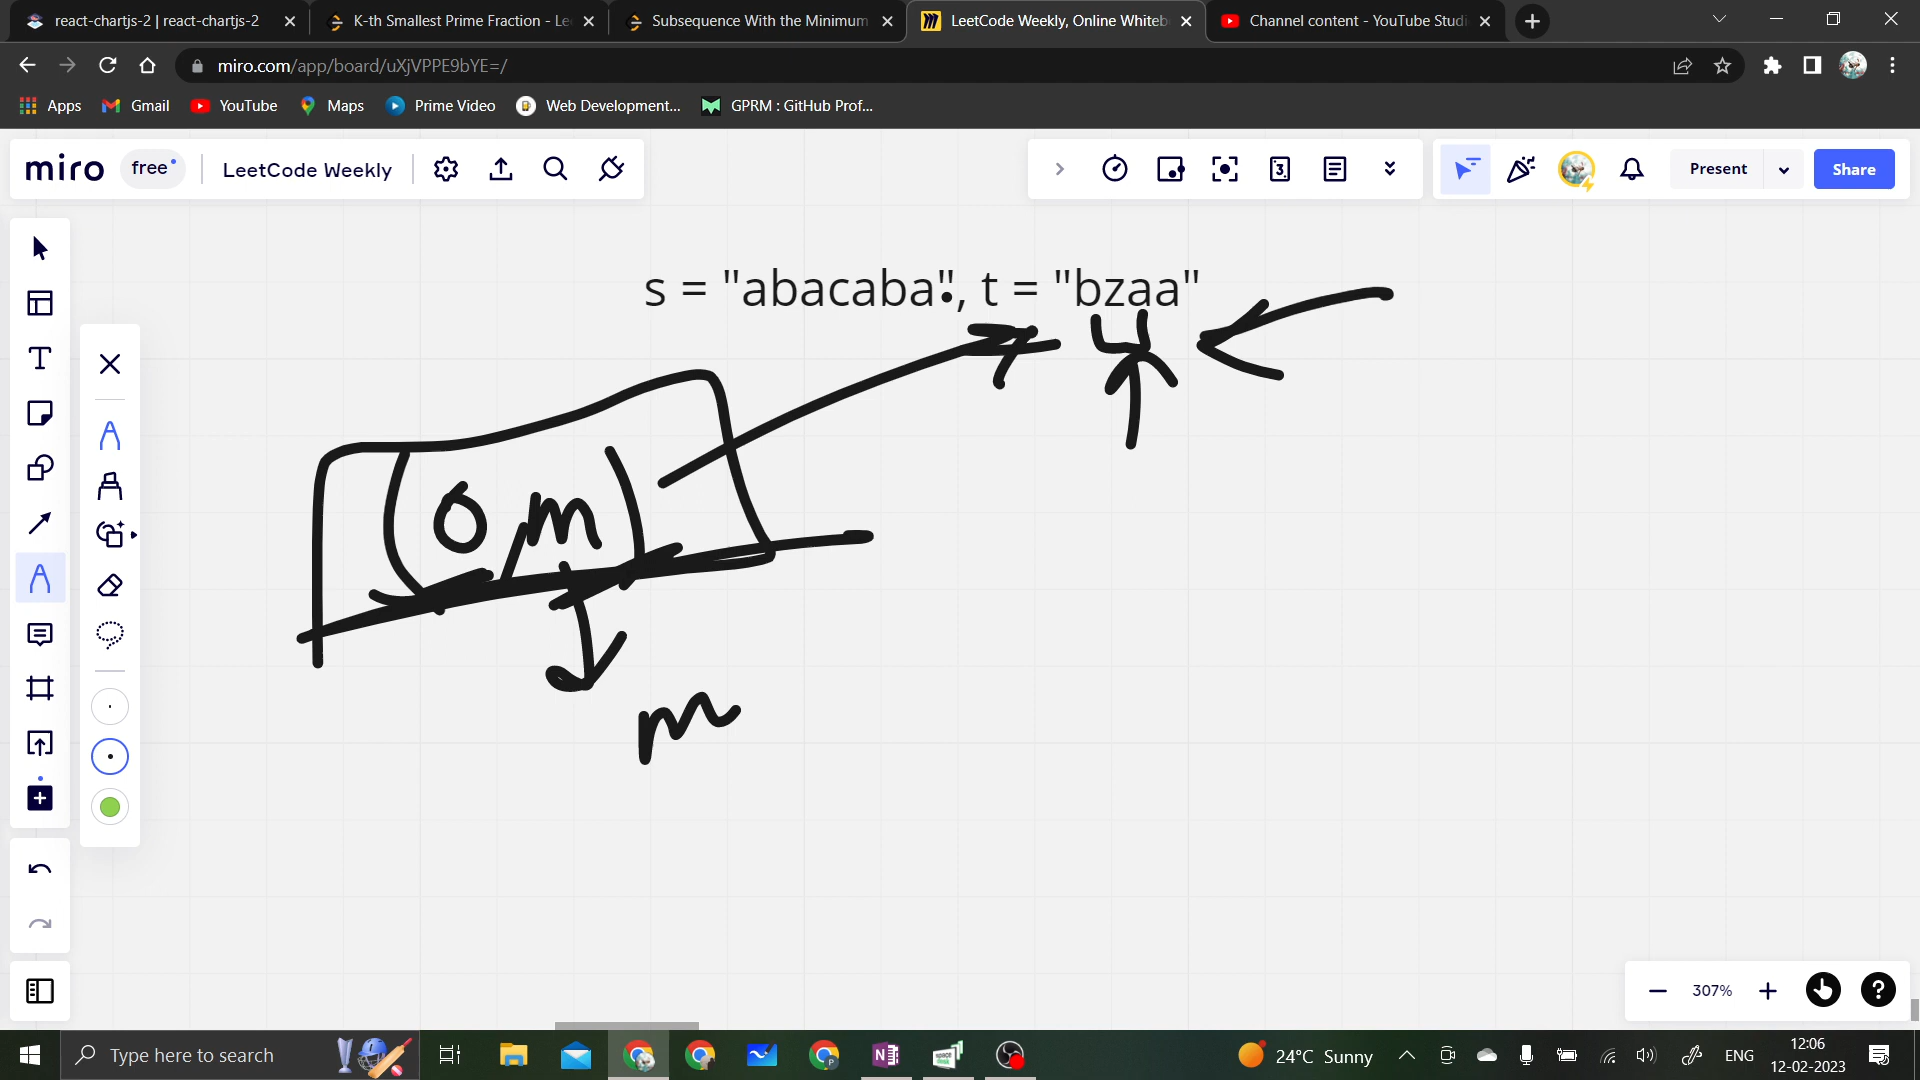 react-chartjs-2 | react-chartjs-2
K-th Smallest Prime Fraction - Le
Subsequence With the Minimum
LeetCode Weekly, Online Whiteb
Channel content - YouTube Studi
miro.com/app/board/uXjVPPE9bYE=/
Apps
Gmail
YouTube
Maps
Prime Video
Web Development...
GPRM : GitHub Prof...
miro
free
LeetCode Weekly
3
Present
Share
s = "abacaba", t = "bzaa"
(0,m)
m
307%
Type here to search
24°C Sunny
ENG
12:06
12-02-2023